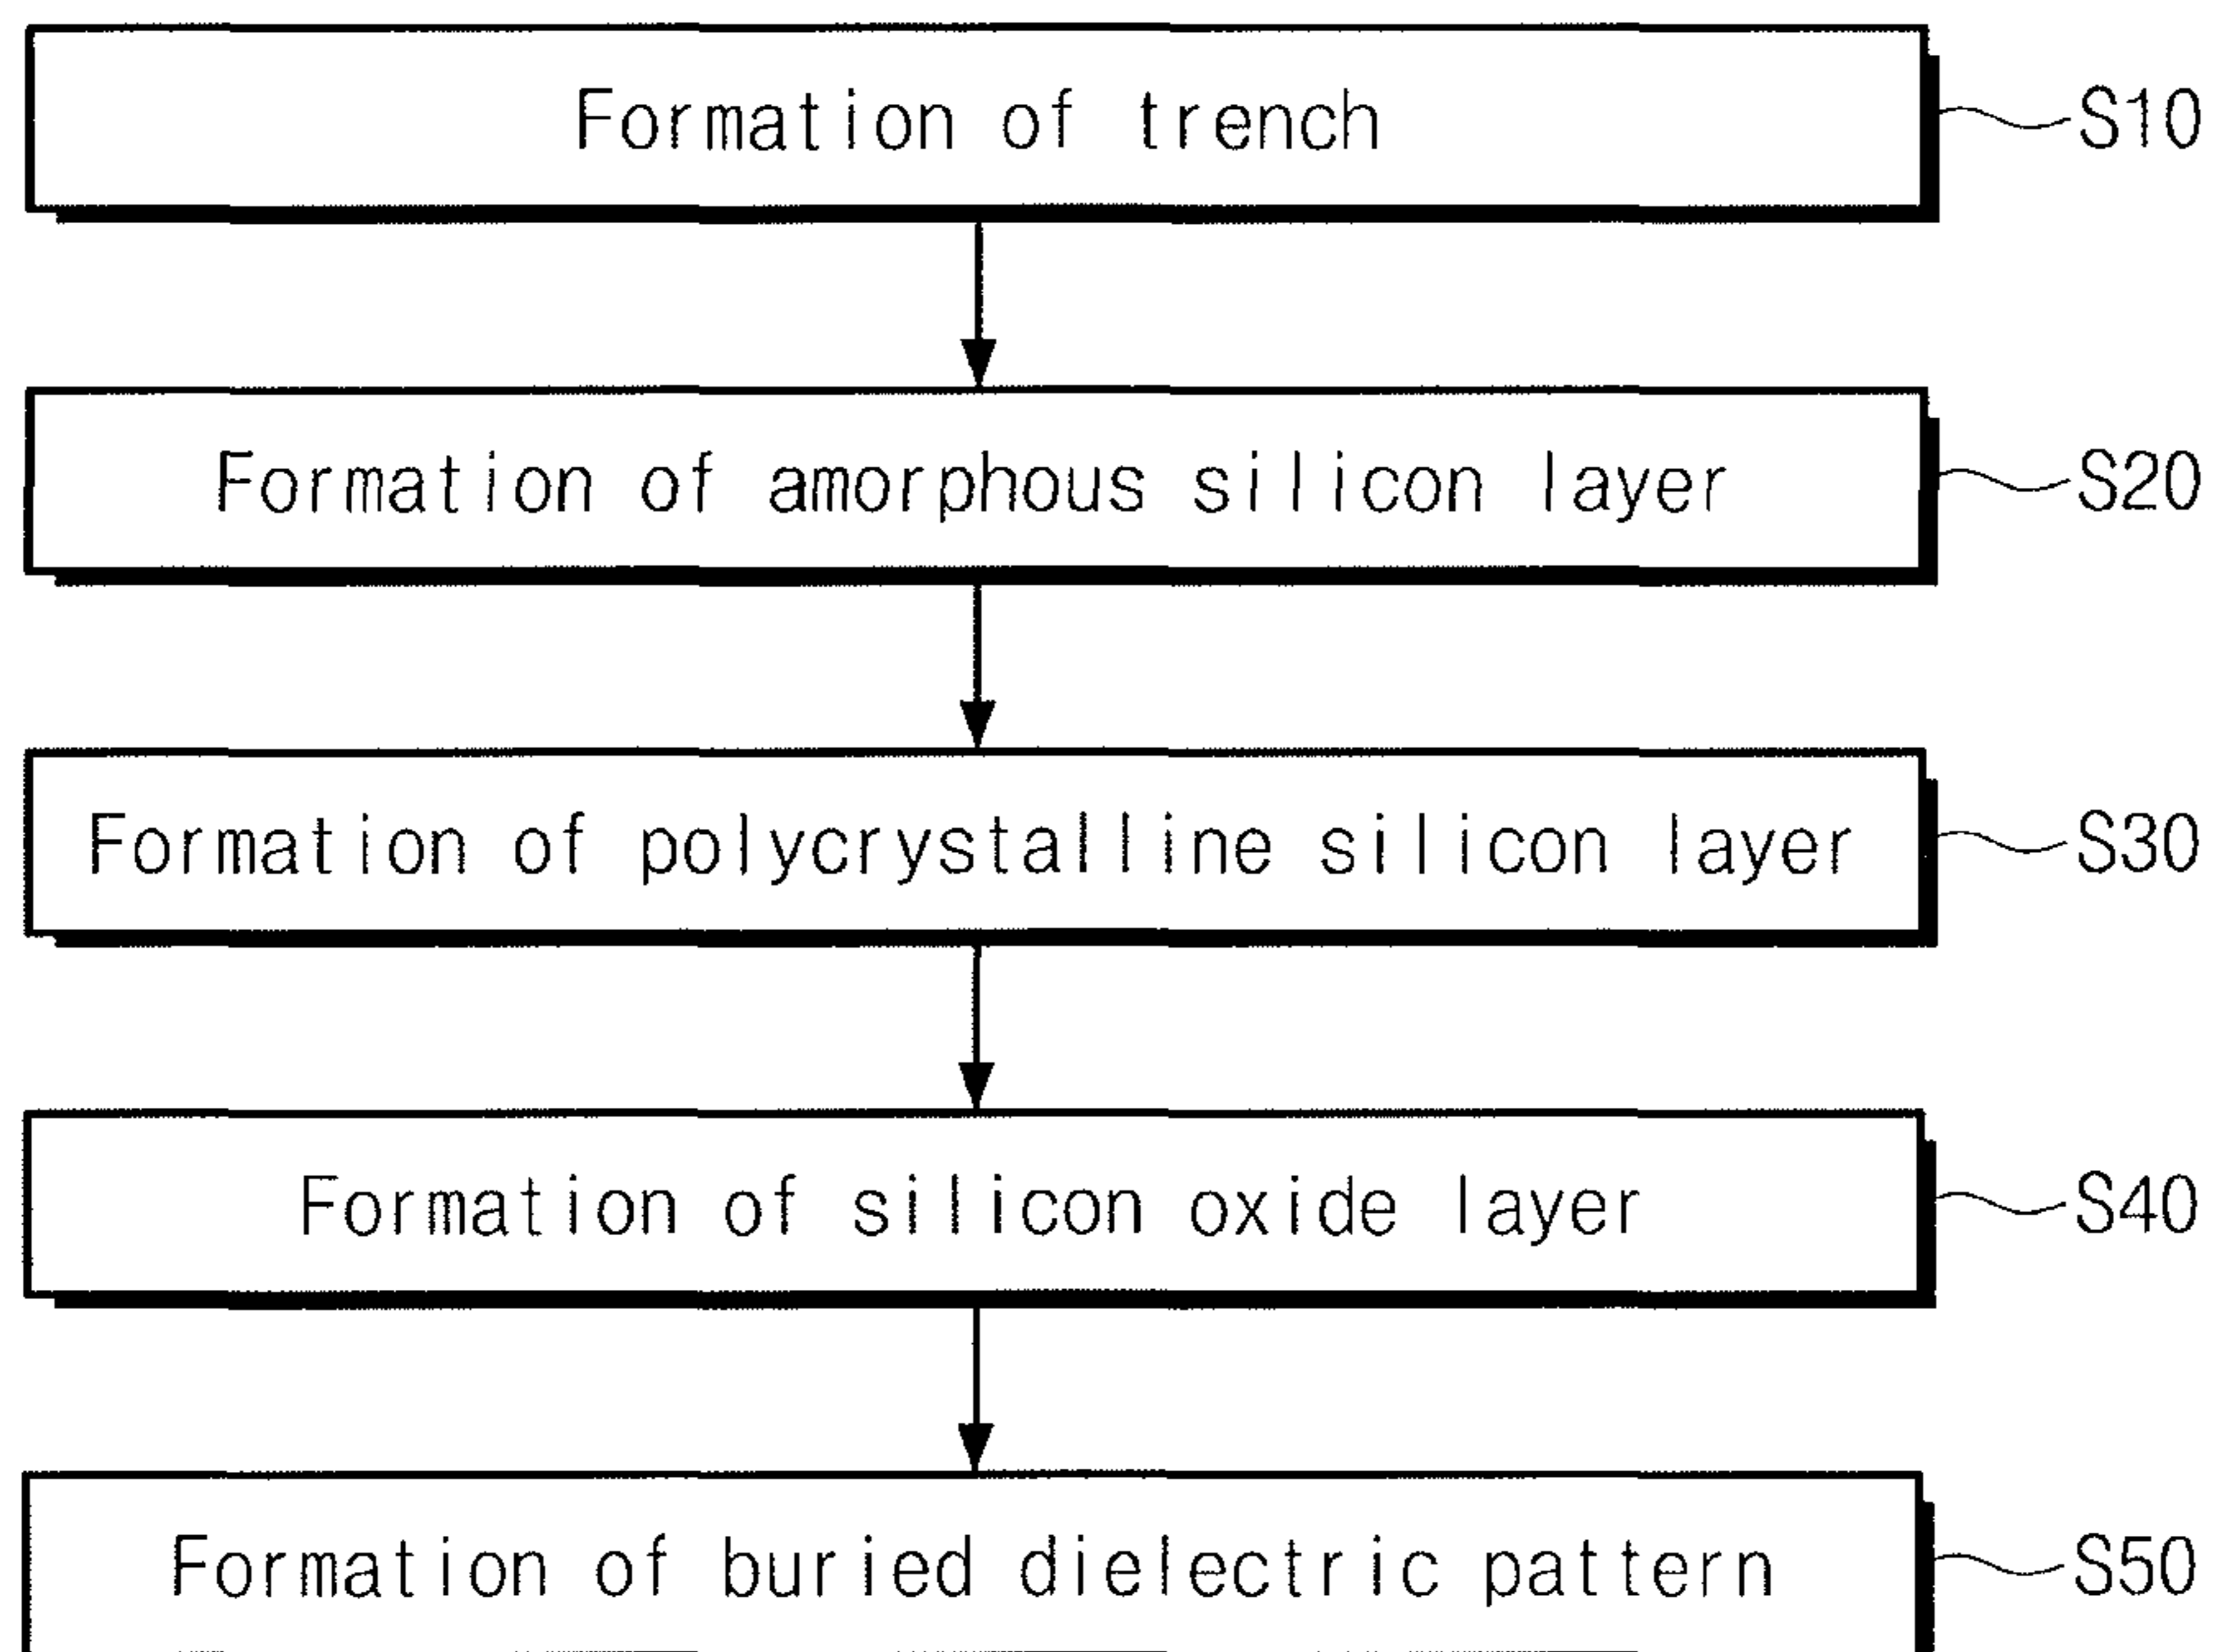 Formation of trench S10
Formation of amorphous silicon layer S20
Formation of polycrystalline silicon layer S30
Formation of silicon oxide layer S40
Formation of buried dielectric pattern S50